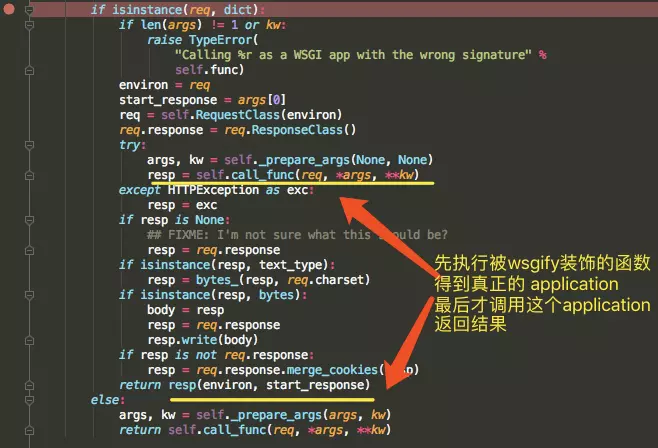 if isinstance(req, dict):
if len(args) != 1 or kw:
raise TypeError(
"Calling %r as a WSGI app with the wrong signature" %
self.func)
environ = req
start_response = args[0]
req = self.RequestClass(environ)
req.response = req.ResponseClass()
try:
args, kw = self._prepare_args(None, None)
resp = self.call_func(req, *args, **kw)
except HTTPException as exc:
resp = exc
if resp is None:
## FIXME: I'm not sure what this should be?
resp = req.response
if isinstance(resp, text_type):
resp = bytes_(resp, req.charset)
if isinstance(resp, bytes):
body = resp
resp = req.response
resp.write(body)
if resp is not req.response:
resp = req.response.merge_cookies( p)
return resp(environ, start_response)
else:
args, kw = self._prepare_args(args, kw)
return self.call_func(req, *args, **kw)
先执行被wsgify装饰的函数
得到真正的 application
最后才调用这个application
返回结果